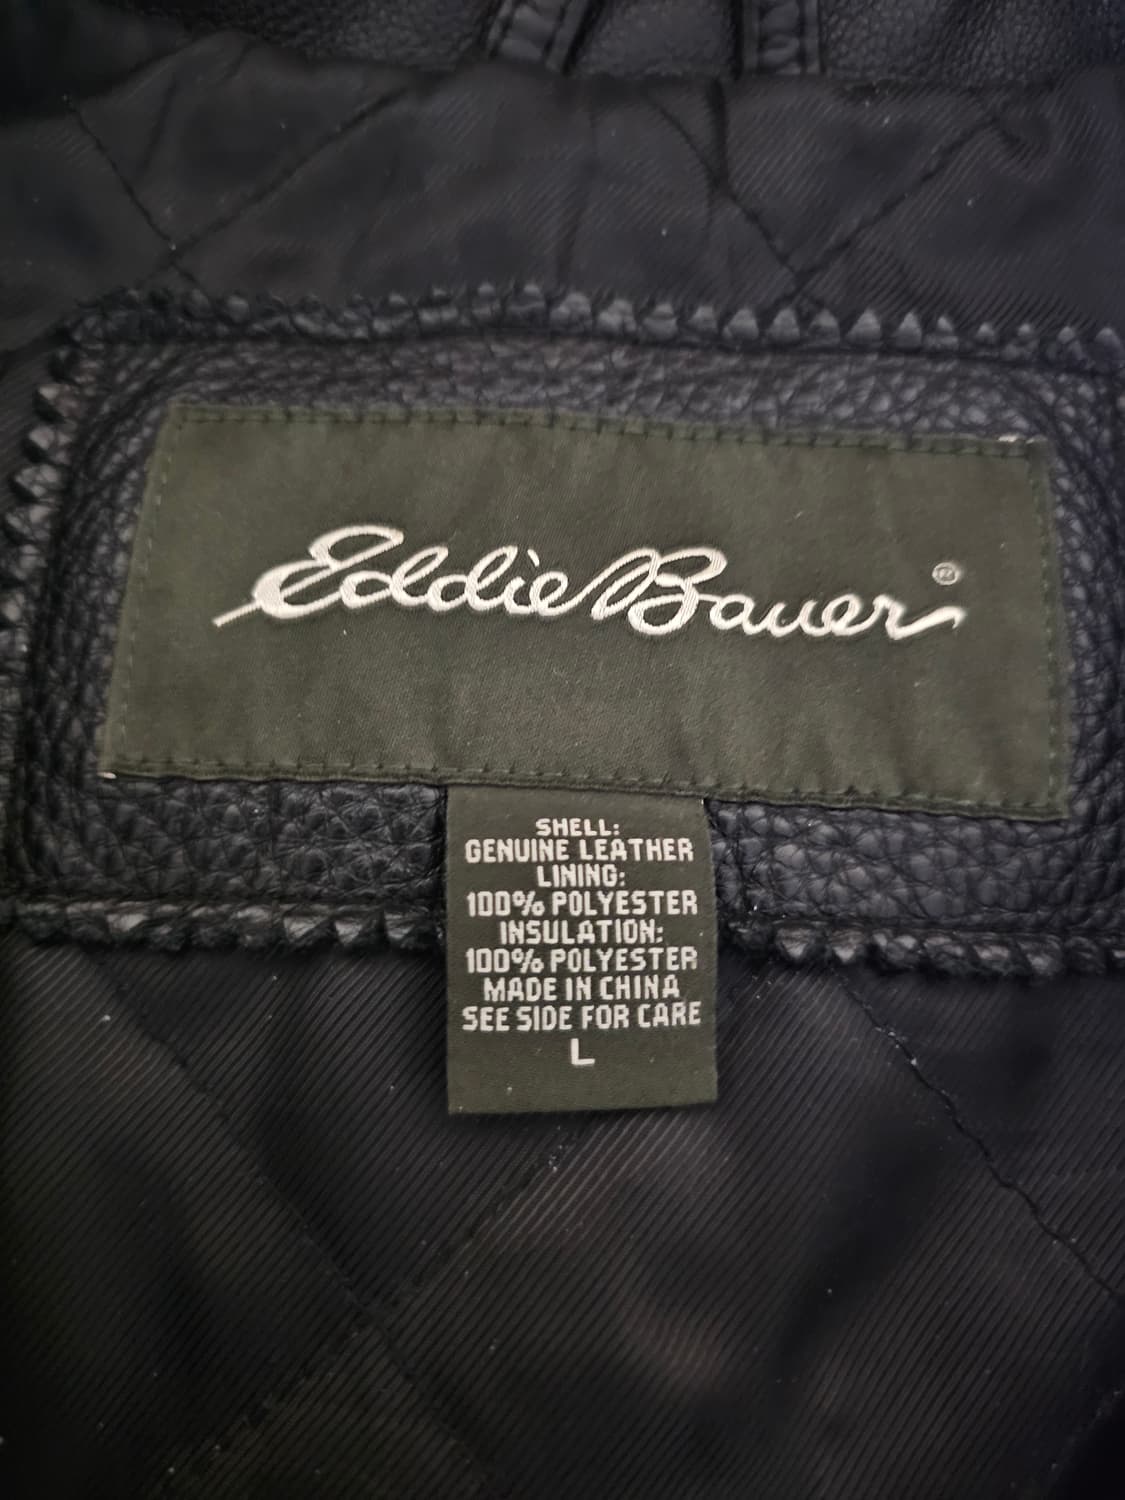 Eddie Bauer ®
SHELL:
GENUINE LEATHER
LINING:
100% POLYESTER
INSULATION:
100% POLYESTER
MADE IN CHINA
SEE SIDE FOR CARE
L